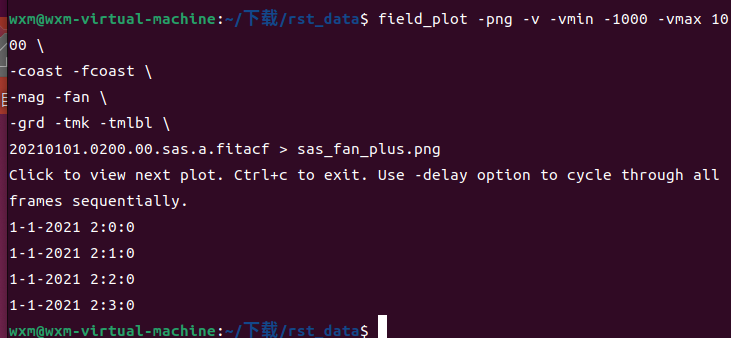 wxm@wxm-virtual-machine:~/下载/rst_data$ field_plot -png -v -vmin -1000 -vmax 10
00 \
-coast -fcoast \
-mag -fan \
-grd -tmk -tmlbl \
20210101.0200.00.sas.a.fitacf > sas_fan_plus.png
Click to view next plot. Ctrl+c to exit. Use -delay option to cycle through all
frames sequentially.
1-1-2021 2:0:0
1-1-2021 2:1:0
1-1-2021 2:2:0
1-1-2021 2:3:0
wxm@wxm-virtual-machine:~/下载/rst_data$